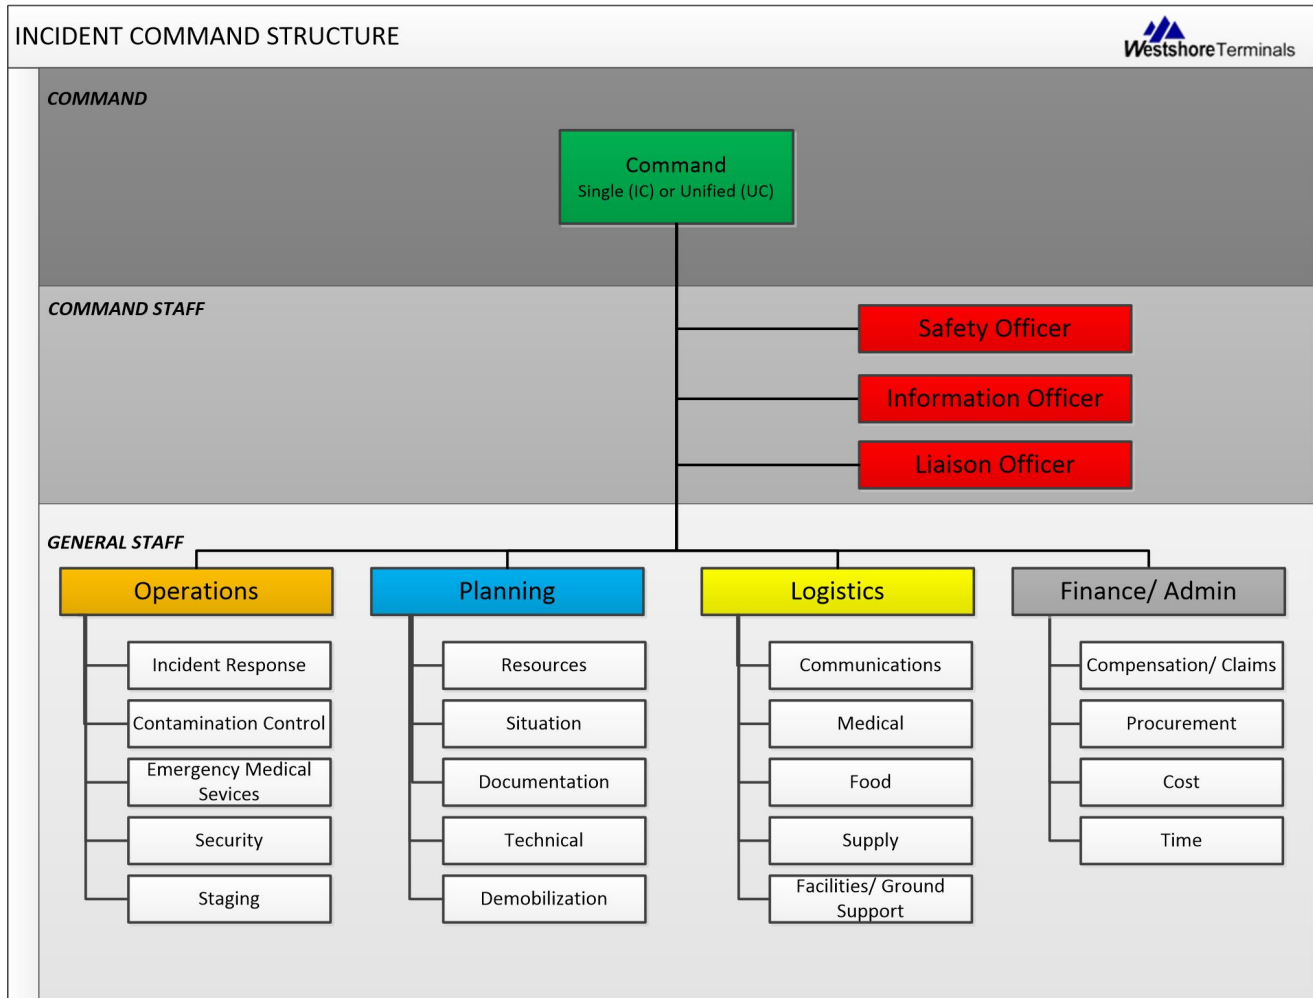 INCIDENT COMMAND STRUCTURE
Westshore Terminals
COMMAND
Command
Single (IC) or Unified (UC)
COMMAND STAFF
Safety Officer
Information Officer
Liaison Officer
GENERAL STAFF
Operations
Incident Response
Contamination Control
Emergency Medical
Sevices
Security
Staging
Planning
Resources
Situation
Documentation
Technical
Demobilization
Logistics
Communications
Medical
Food
Supply
Facilities/ Ground
Support
Finance/ Admin
Compensation/ Claims
Procurement
Cost
Time